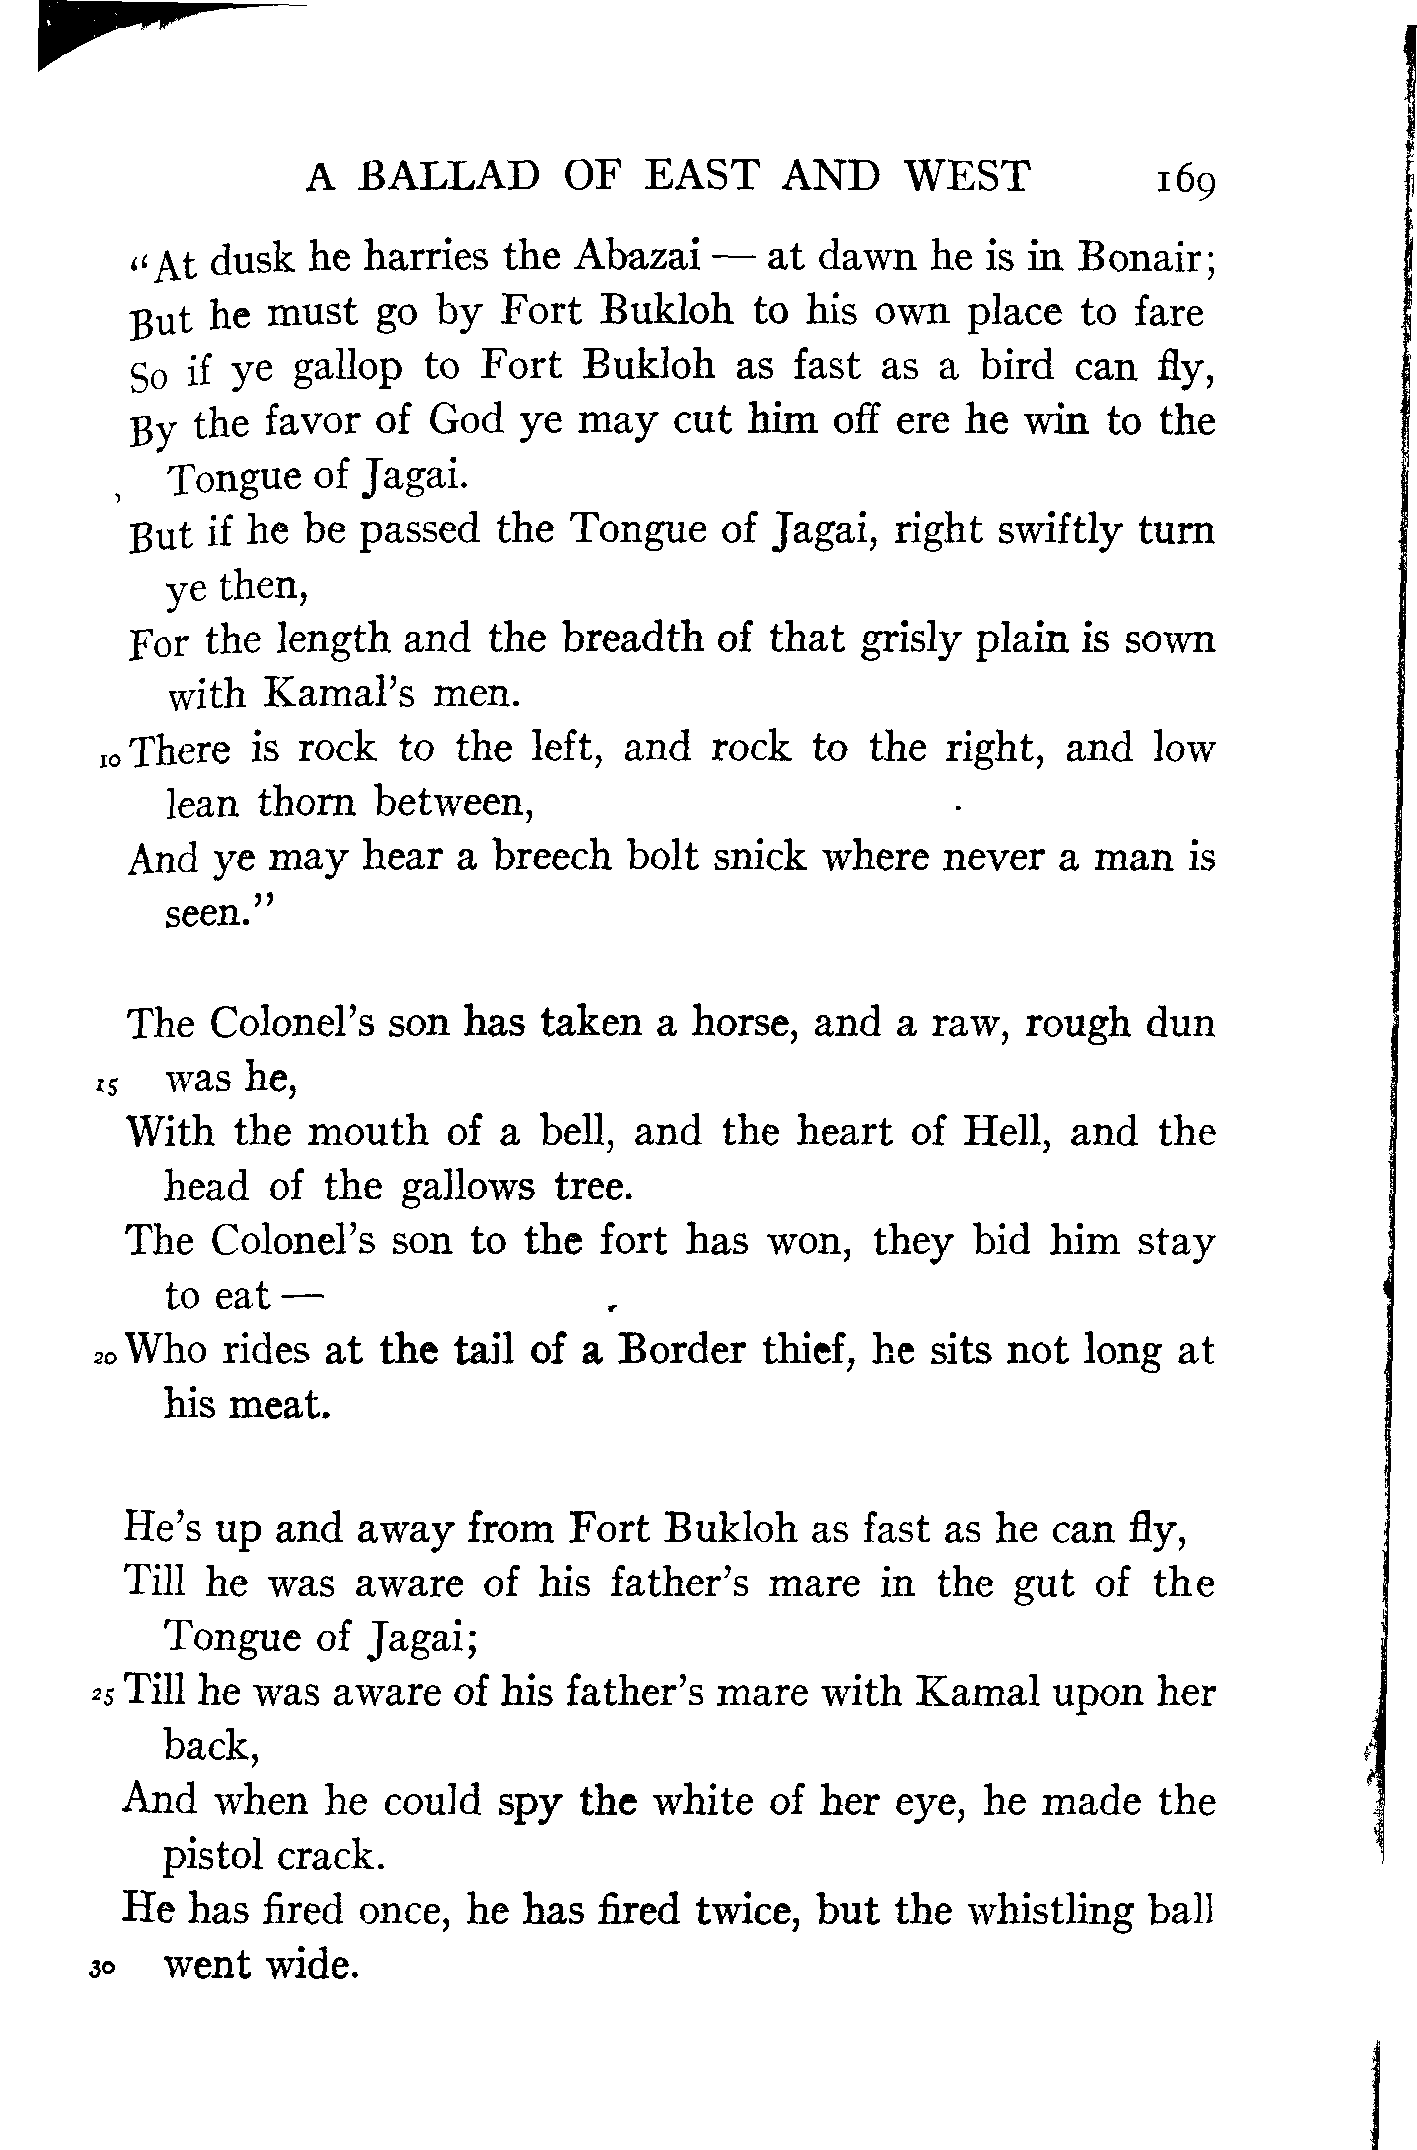 A BALLAD OF EAST AND WEST 169
"At dusk he harries the Abazai — at dawn he is in Bonair;
But he must go by Fort Bukloh to his own place to fare
So if ye gallop to Fort Bukloh as fast as a bird can fly,
By the favor of God ye may cut him off ere he win to the
Tongue of Jagai.
But if he be passed the Tongue of Jagai, right swiftly turn
ye then,
For the length and the breadth of that grisly plain is sown
with Kamal's men.
10 There is rock to the left, and rock to the right, and low
lean thorn between,
And ye may hear a breech bolt snick where never a man is
seen."
The Colonel's son has taken a horse, and a raw, rough dun
15 was he,
With the mouth of a bell, and the heart of Hell, and the
head of the gallows tree.
The Colonel's son to the fort has won, they bid him stay
to eat —
20 Who rides at the tail of a Border thief, he sits not long at
his meat.
He's up and away from Fort Bukloh as fast as he can fly,
Till he was aware of his father's mare in the gut of the
Tongue of Jagai;
25 Till he was aware of his father's mare with Kamal upon her
back,
And when he could spy the white of her eye, he made the
pistol crack.
He has fired once, he has fired twice, but the whistling ball
30 went wide.